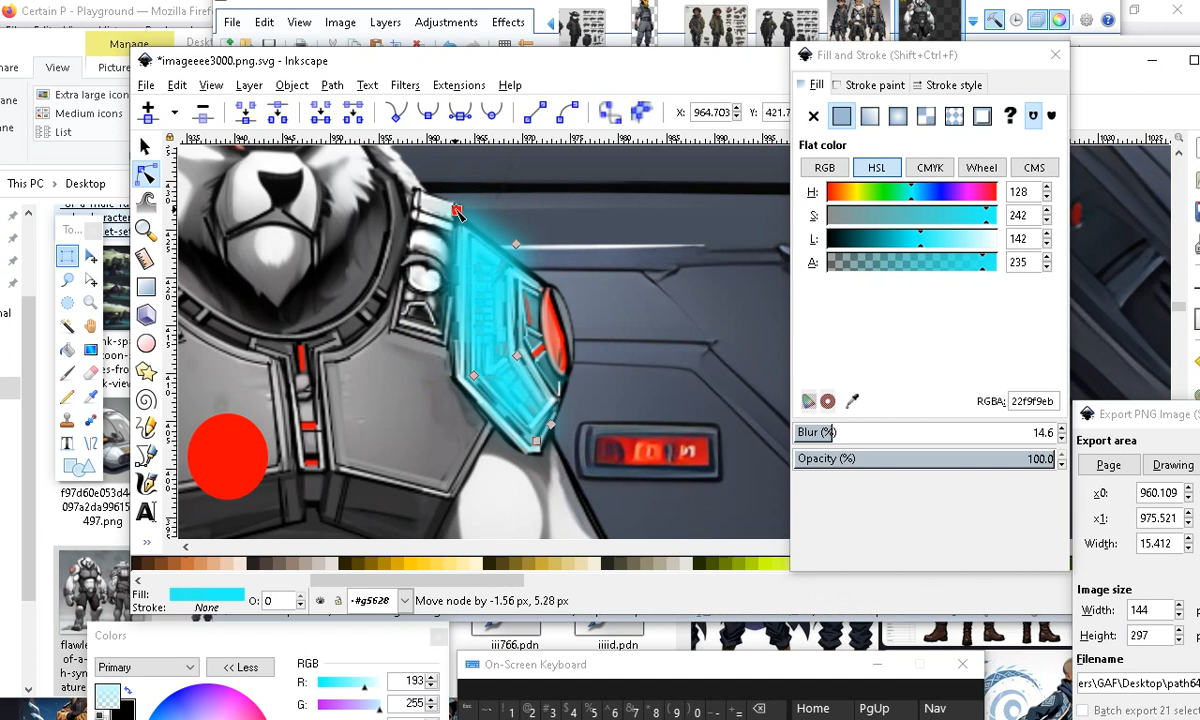 Certain P - Playground — Mozilla Firef
File Edit View Image Layers Adjustments Effects
Manage
View
Pictur
Extra large icon
Medium icons
List
This PC > Desktop
To...
f97d60e053d4
097a2da99615
497.png
*imageeee3000.png.svg - Inkscape
File Edit View Layer Object Path Text Filters Extensions Help
X: 964.703 Y: 421.7
Fill and Stroke (Shift+Ctrl+F)
Fill Stroke paint Stroke style
Flat color
RGB HSL CMYK Wheel CMS
H: 128
S: 242
L: 142
A: 235
RGBA: 22f9f9eb
Blur (%) 14.6
Opacity (%) 100.0
Export PNG Image (S
Export area
Page Drawing
x0: 960.109
x1: 975.521
Width: 15.412
Image size
Width: 144
Height: 297
Filename
ers\GAF\Desktop\path64
Batch export 21 select
Fill:
Stroke: None
O: 0
#g5628
Move node by -1.56 px, 5.28 px
Colors
Primary
<< Less
RGB
R: 193
G: 255
iii766.pdn
iiiid.pdn
On-Screen Keyboard
Home PgUp Nav